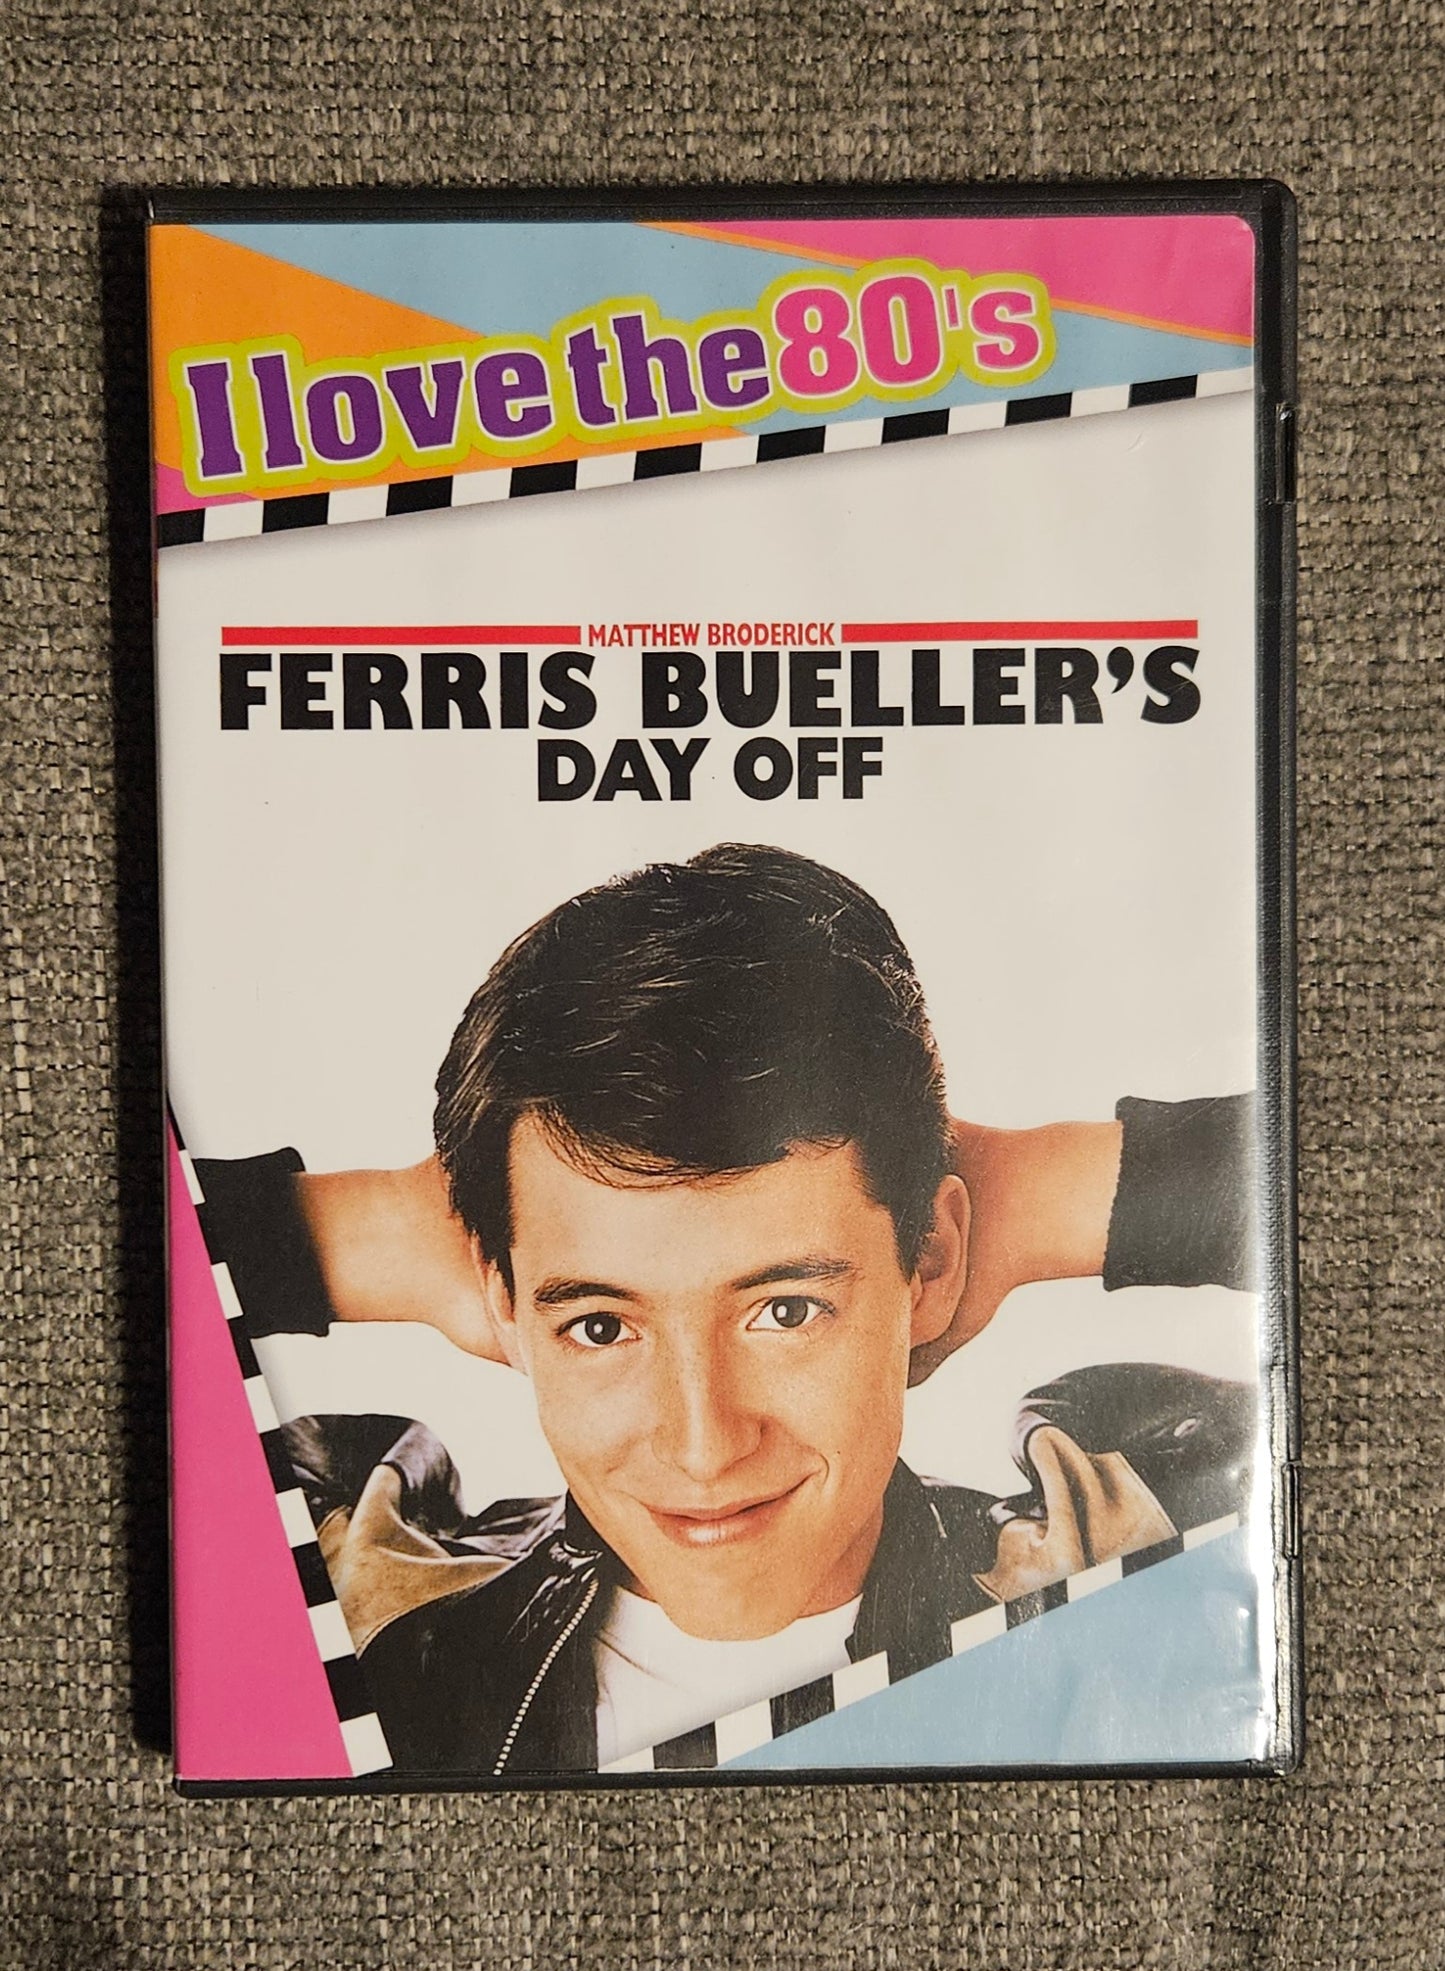 I love the 80's
MATTHEW BRODERICK
FERRIS BUELLER'S
DAY OFF